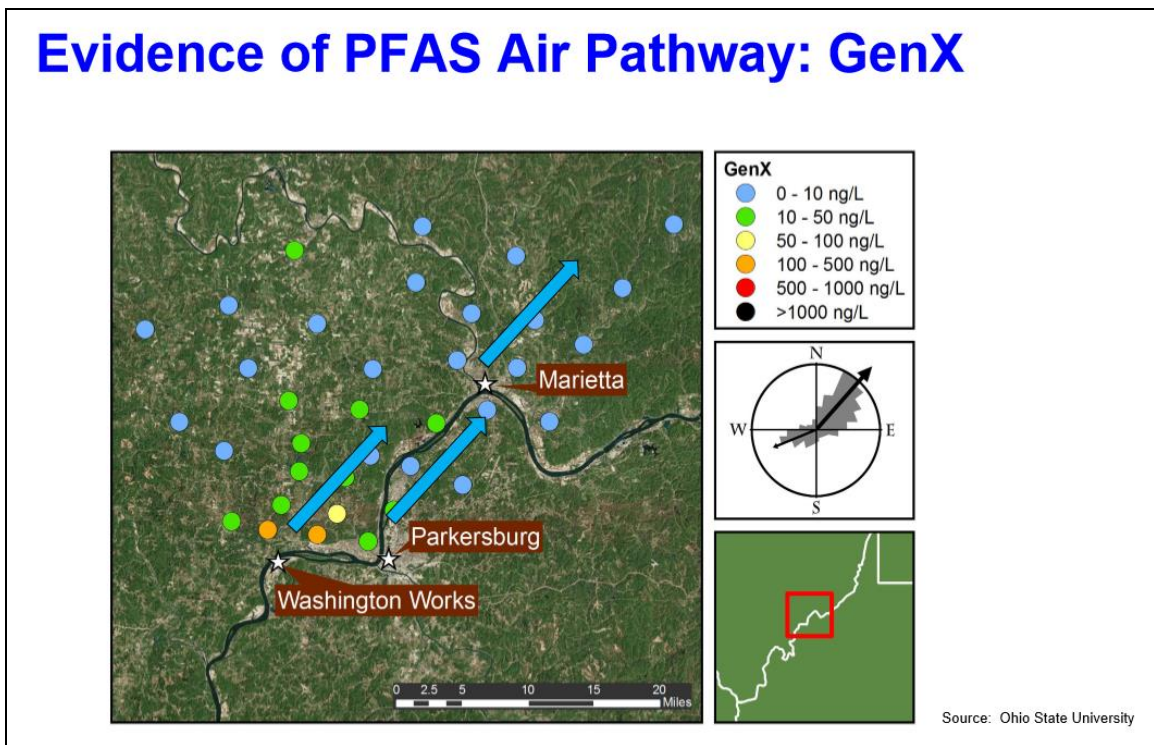 Evidence of PFAS Air Pathway: GenX
GenX
0 - 10 ng/L
10 - 50 ng/L
50 - 100 ng/L
100 - 500 ng/L
500 - 1000 ng/L
>1000 ng/L
Marietta
Parkersburg
Washington Works
N
W
E
S
0 2.5 5 10 15 20
Miles
Source: Ohio State University